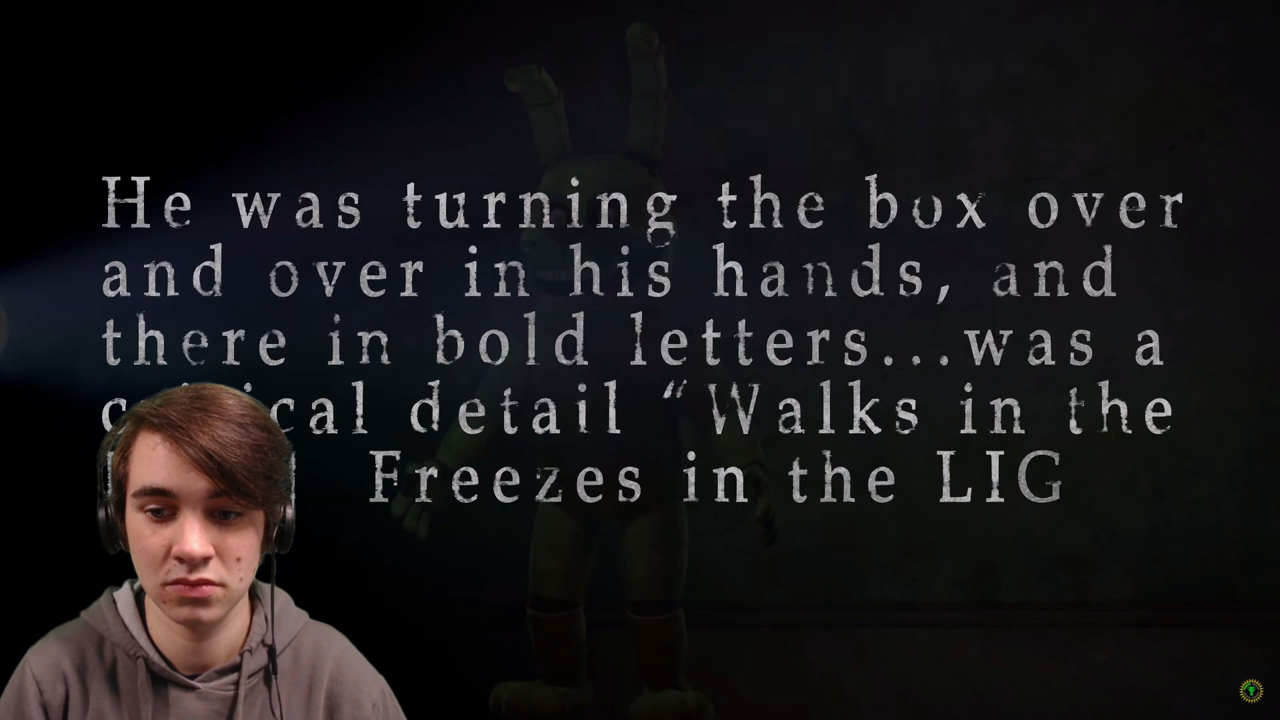 He was turning the box over
and over in his hands, and
there in bold letters...was a
detail “Walks in the
Freezes in the LIG